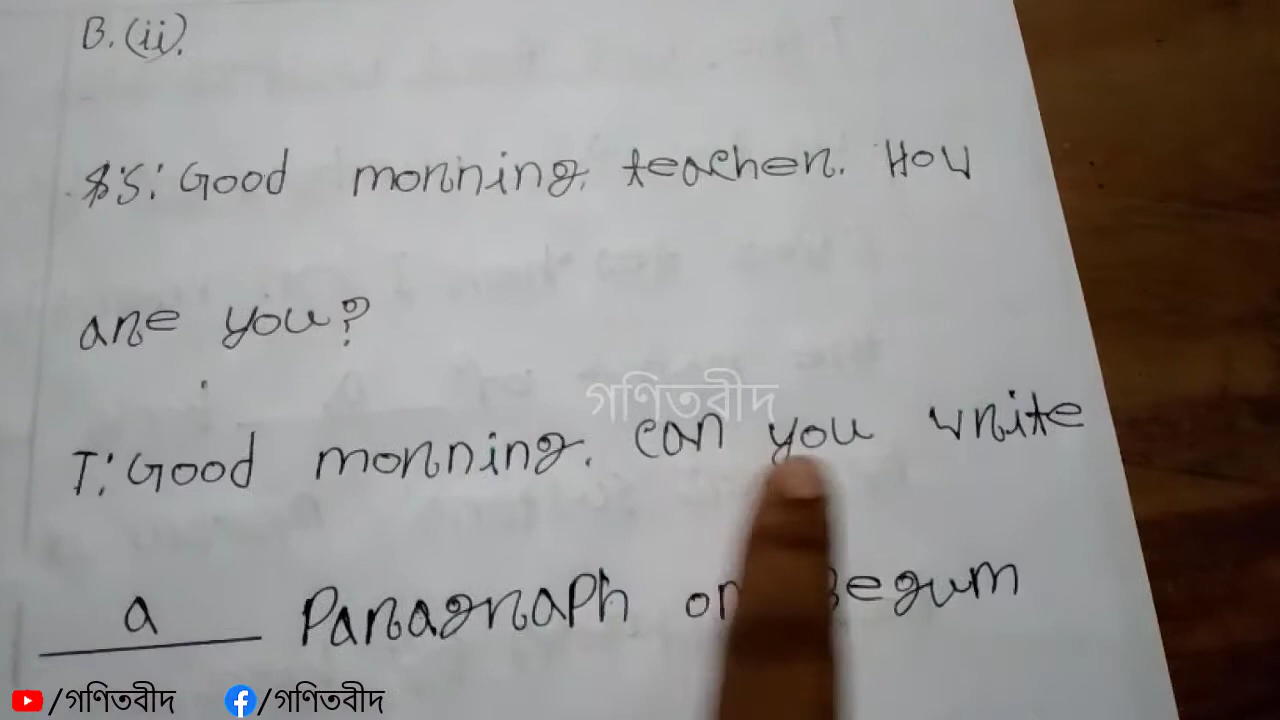 B. (ii).
S: Good morning, teacher. How
are you?
গণিতবীদ
T: Good morning. can you write
a Paragraph on Begum
/গণিতবীদ /গণিতবীদ